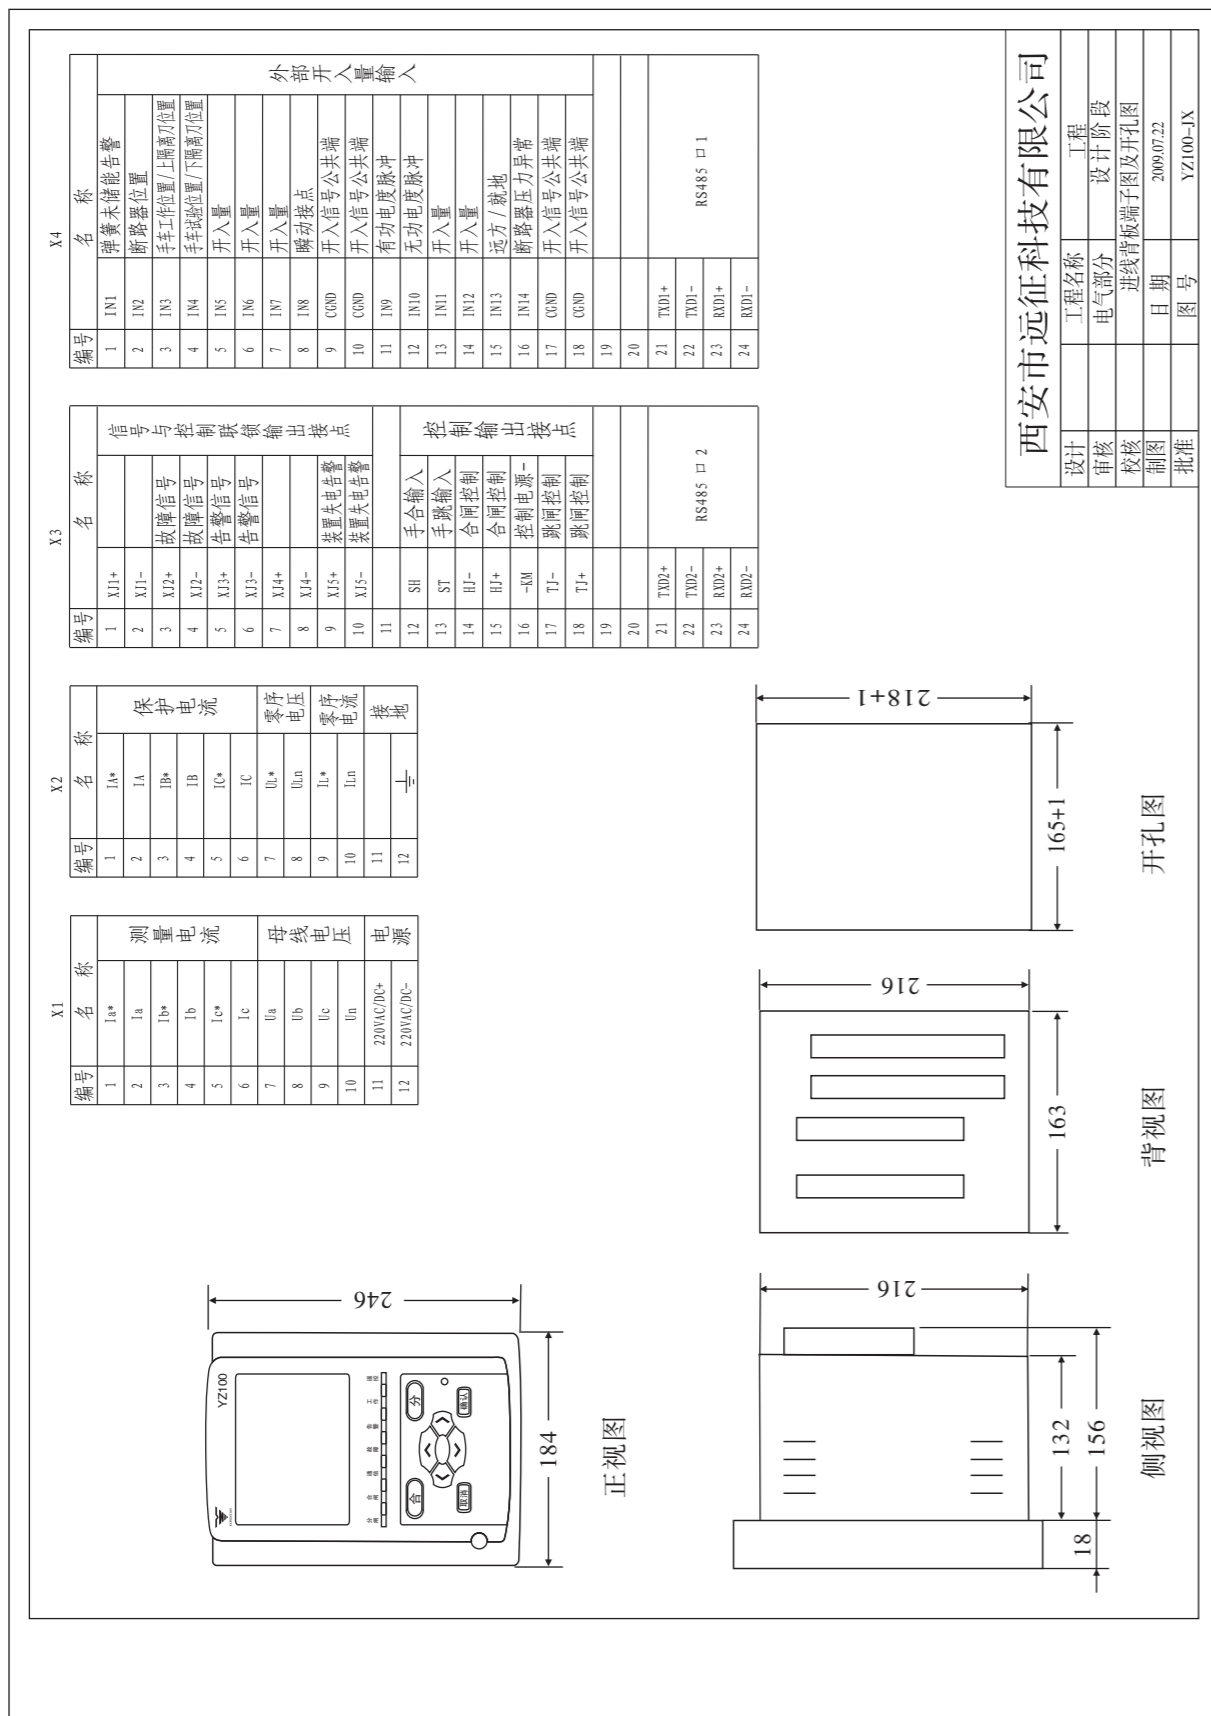 X1
编号 名 称
1 Ia* 测量电流
2 Ia
3 Ib*
4 Ib
5 Ic*
6 Ic
7 Ua 母线电压
8 Ub
9 Uc
10 Un
11 220VAC/DC+ 电源
12 220VAC/DC-
X2
编号 名 称
1 IA* 保护电流
2 IA
3 IB*
4 IB
5 IC*
6 IC
7 UL* 零序电压
8 ULn
9 IL* 零序电流
10 ILn
11 接地
12
X3
编号 名 称
1 XJ1+ 信号与控制联锁输出接点
2 XJ1-
3 XJ2+ 故障信号
4 XJ2- 故障信号
5 XJ3+ 告警信号
6 XJ3- 告警信号
7 XJ4+
8 XJ4-
9 XJ5+ 装置失电告警
10 XJ5- 装置失电告警
11
12 SH 手合输入 控制输出接点
13 ST 手跳输入
14 HJ- 合闸控制
15 HJ+ 合闸控制
16 -KM 控制电源-
17 TJ- 跳闸控制
18 TJ+ 跳闸控制
19
20
21 TXD2+ RS485 口 2
22 TXD2-
23 RXD2+
24 RXD2-
X4
编号 名 称
1 IN1 弹簧未储能告警 外部开入量输入
2 IN2 断路器位置
3 IN3 手车工作位置/上隔离刀位置
4 IN4 手车试验位置/下隔离刀位置
5 IN5 开入量
6 IN6 开入量
7 IN7 开入量
8 IN8 瞬动接点
9 CGND 开入信号公共端
10 CGND 开入信号公共端
11 IN9 有功电度脉冲
12 IN10 无功电度脉冲
13 IN11 开入量
14 IN12 开入量
15 IN13 远方/就地
16 IN14 断路器压力异常
17 CGND 开入信号公共端
18 CGND 开入信号公共端
19
20
21 TXD1+ RS485 口 1
22 TXD1-
23 RXD1+
24 RXD1-
YZ100
分闸 合闸 通信 故障 告警 工作 遥控
合 分
取消 确认
246
184
正视图
216
132
156
18
侧视图
216
163
背视图
218+1
165+1
开孔图
西安市远征科技有限公司
设计 工程名称 工程
审核 电气部分 设计阶段
校核 进线背板端子图及开孔图
制图 日期 2009.07.22
批准 图号 YZ100-JX